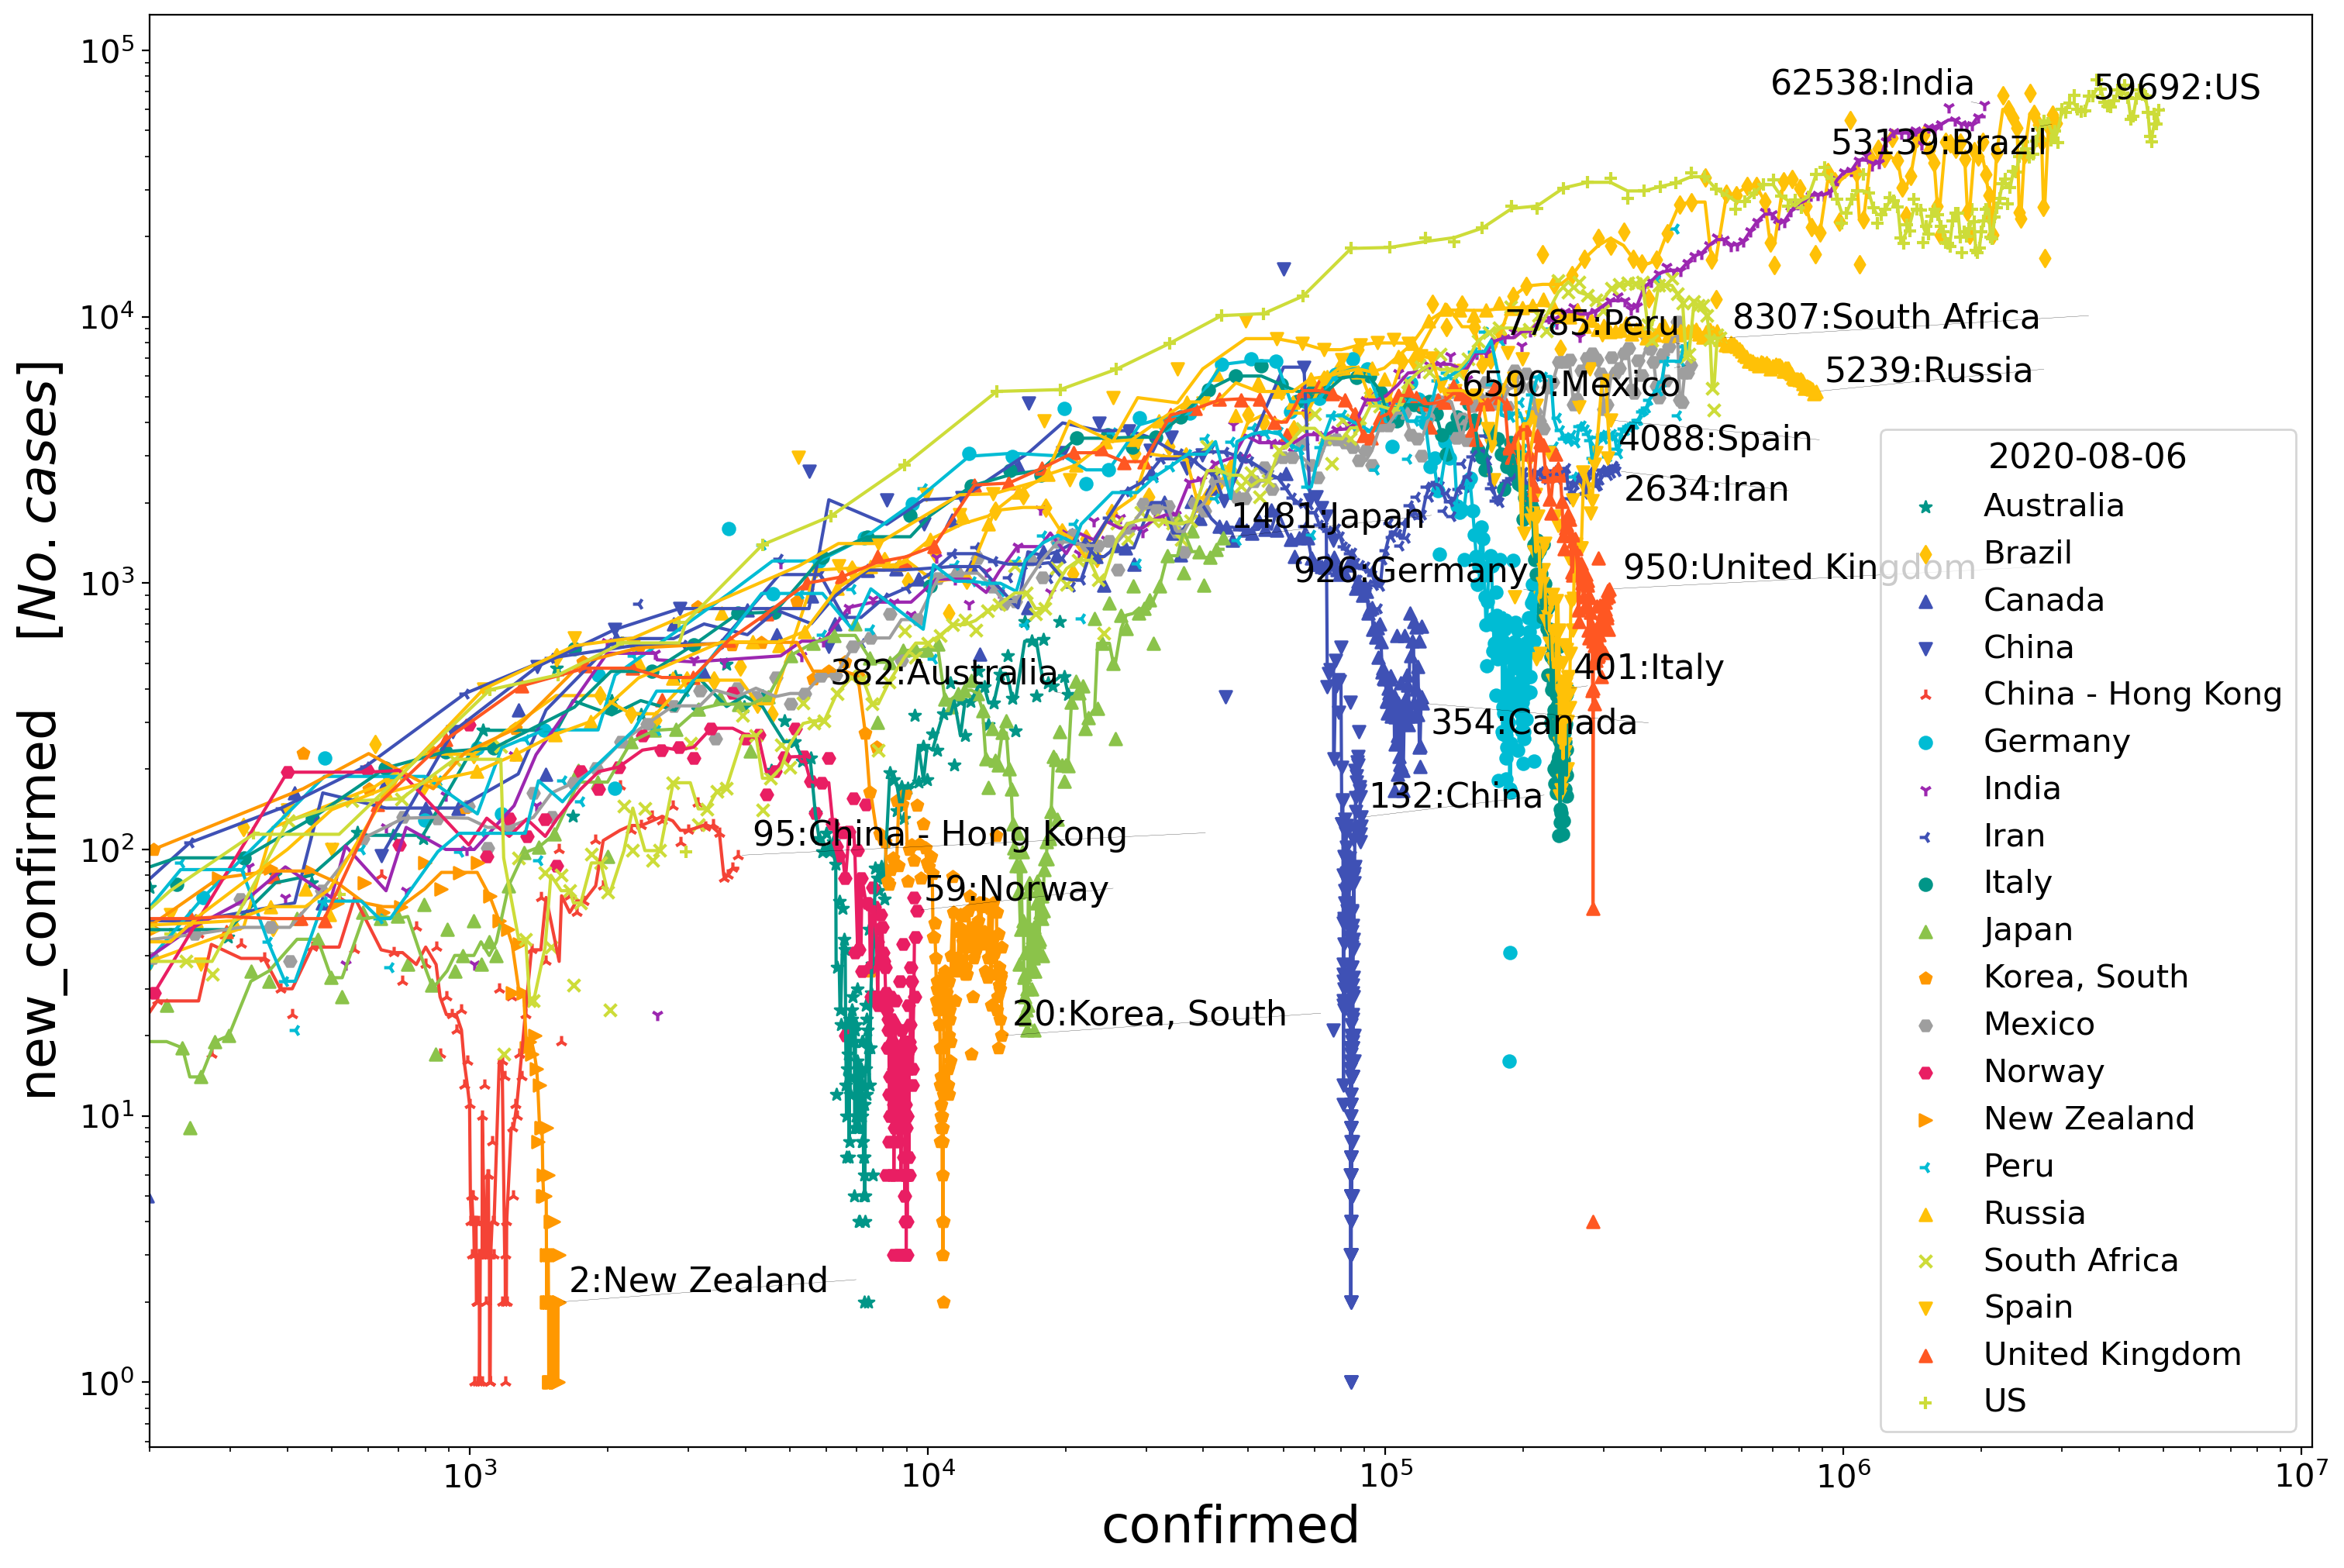 10^5
10^4
10^3
10^2
10^1
10^0
new_confirmed [No. cases]
62538:India
59692:US
53139:Brazil
8307:South Africa
7785:Peru
5239:Russia
6590:Mexico
4088:Spain
2634:Iran
1481:Japan
926:Germany
950:United Kingdom
382:Australia
401:Italy
354:Canada
132:China
95:China - Hong Kong
59:Norway
20:Korea, South
2:New Zealand
2020-08-06
Australia
Brazil
Canada
China
China - Hong Kong
Germany
India
Iran
Italy
Japan
Korea, South
Mexico
Norway
New Zealand
Peru
Russia
South Africa
Spain
United Kingdom
US
10^3
10^4
10^5
10^6
10^7
confirmed